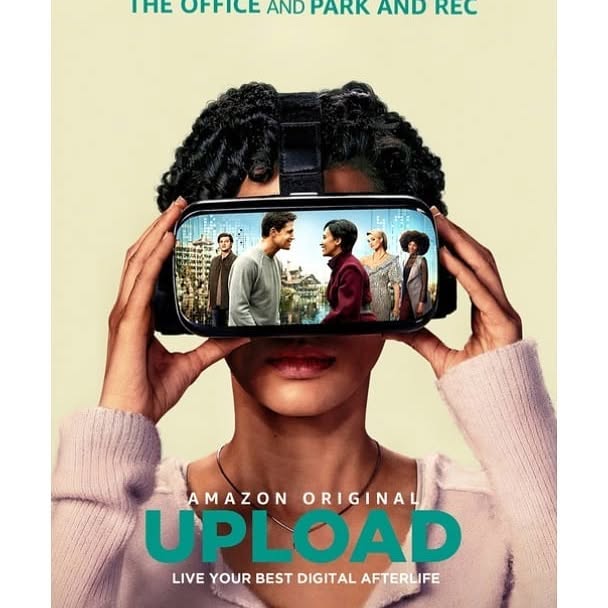 THE OFFICE AND PARK AND REC
AMAZON ORIGINAL
UPLOAD
LIVE YOUR BEST DIGITAL AFTERLIFE